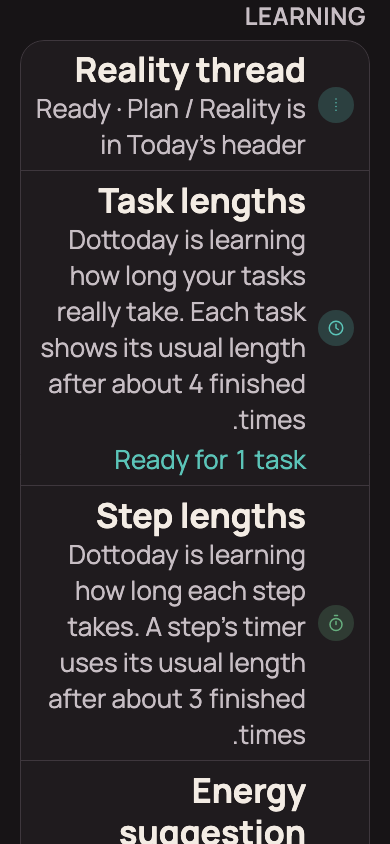 LEARNING
Reality thread
Ready · Plan / Reality is
in Today's header
Task lengths
Dottoday is learning
how long your tasks
really take. Each task
shows its usual length
after about 4 finished
.times
Ready for 1 task
Step lengths
Dottoday is learning
how long each step
takes. A step's timer
uses its usual length
after about 3 finished
.times
Energy
suggestion